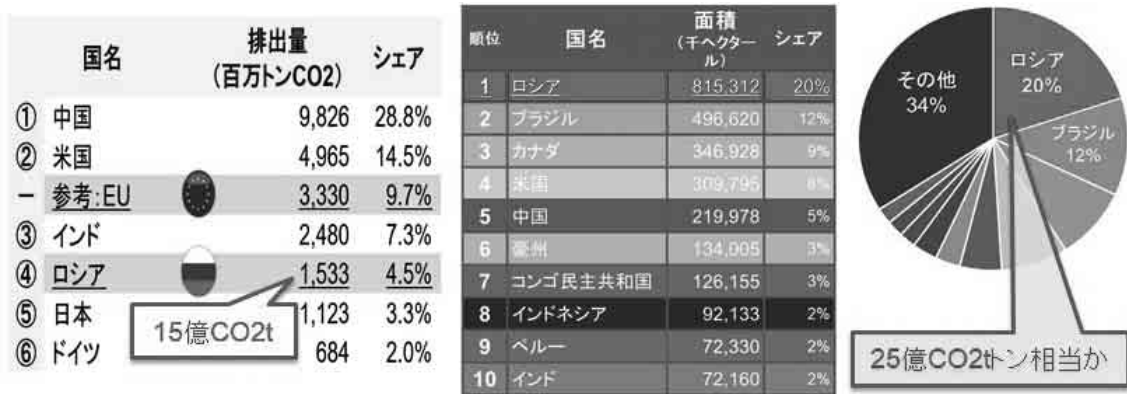 国名 排出量 (百万トンCO2) シェア
① 中国 9,826 28.8%
② 米国 4,965 14.5%
− 参考:EU 3,330 9.7%
③ インド 2,480 7.3%
④ ロシア 1,533 4.5%
⑤ 日本 1,123 3.3%
⑥ ドイツ 684 2.0%
15億CO2t
順位 国名 面積 (千ヘクタール) シェア
1 ロシア 815,312 20%
2 ブラジル 496,620 12%
3 カナダ 346,928 9%
4 米国 309,795 8%
5 中国 219,978 5%
6 豪州 134,005 3%
7 コンゴ民主共和国 126,155 3%
8 インドネシア 92,133 2%
9 ペルー 72,330 2%
10 インド 72,160 2%
その他
34%
ロシア
20%
ブラジル
12%
25億CO2tトン相当か